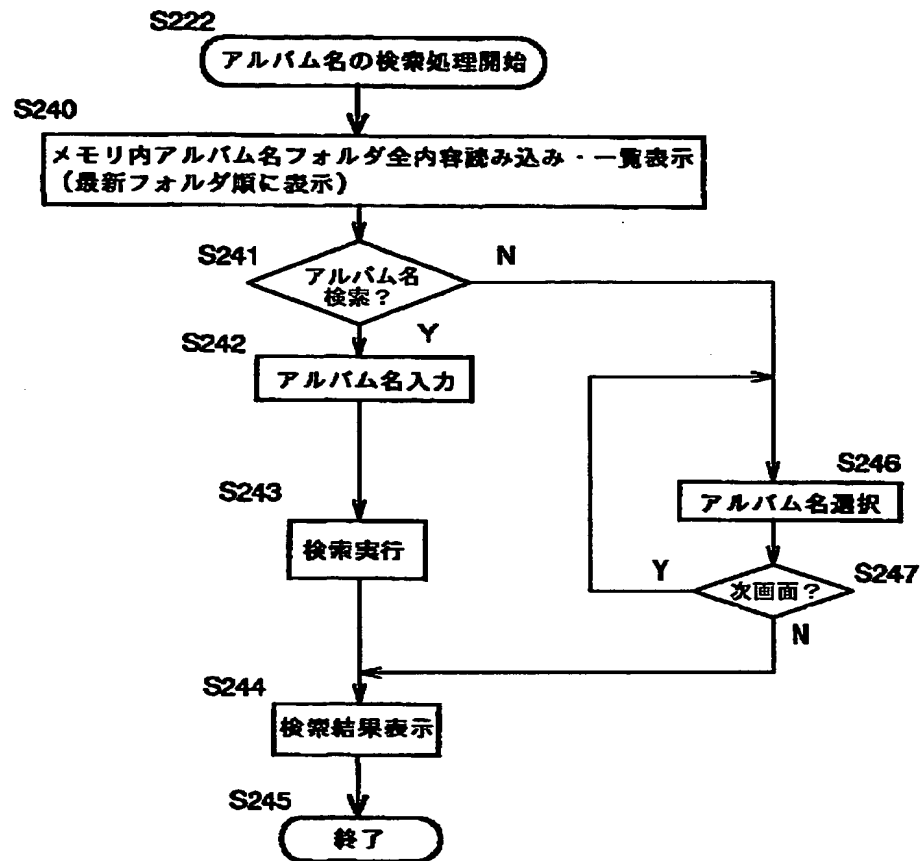 S222
アルバム名の検索処理開始
S240
メモリ内アルバム名フォルダ全内容読み込み・一覧表示
（最新フォルダ順に表示）
S241
アルバム名
検索？
N
Y
S242
アルバム名入力
S243
検索実行
S246
アルバム名選択
S247
次画面？
Y
N
S244
検索結果表示
S245
終了